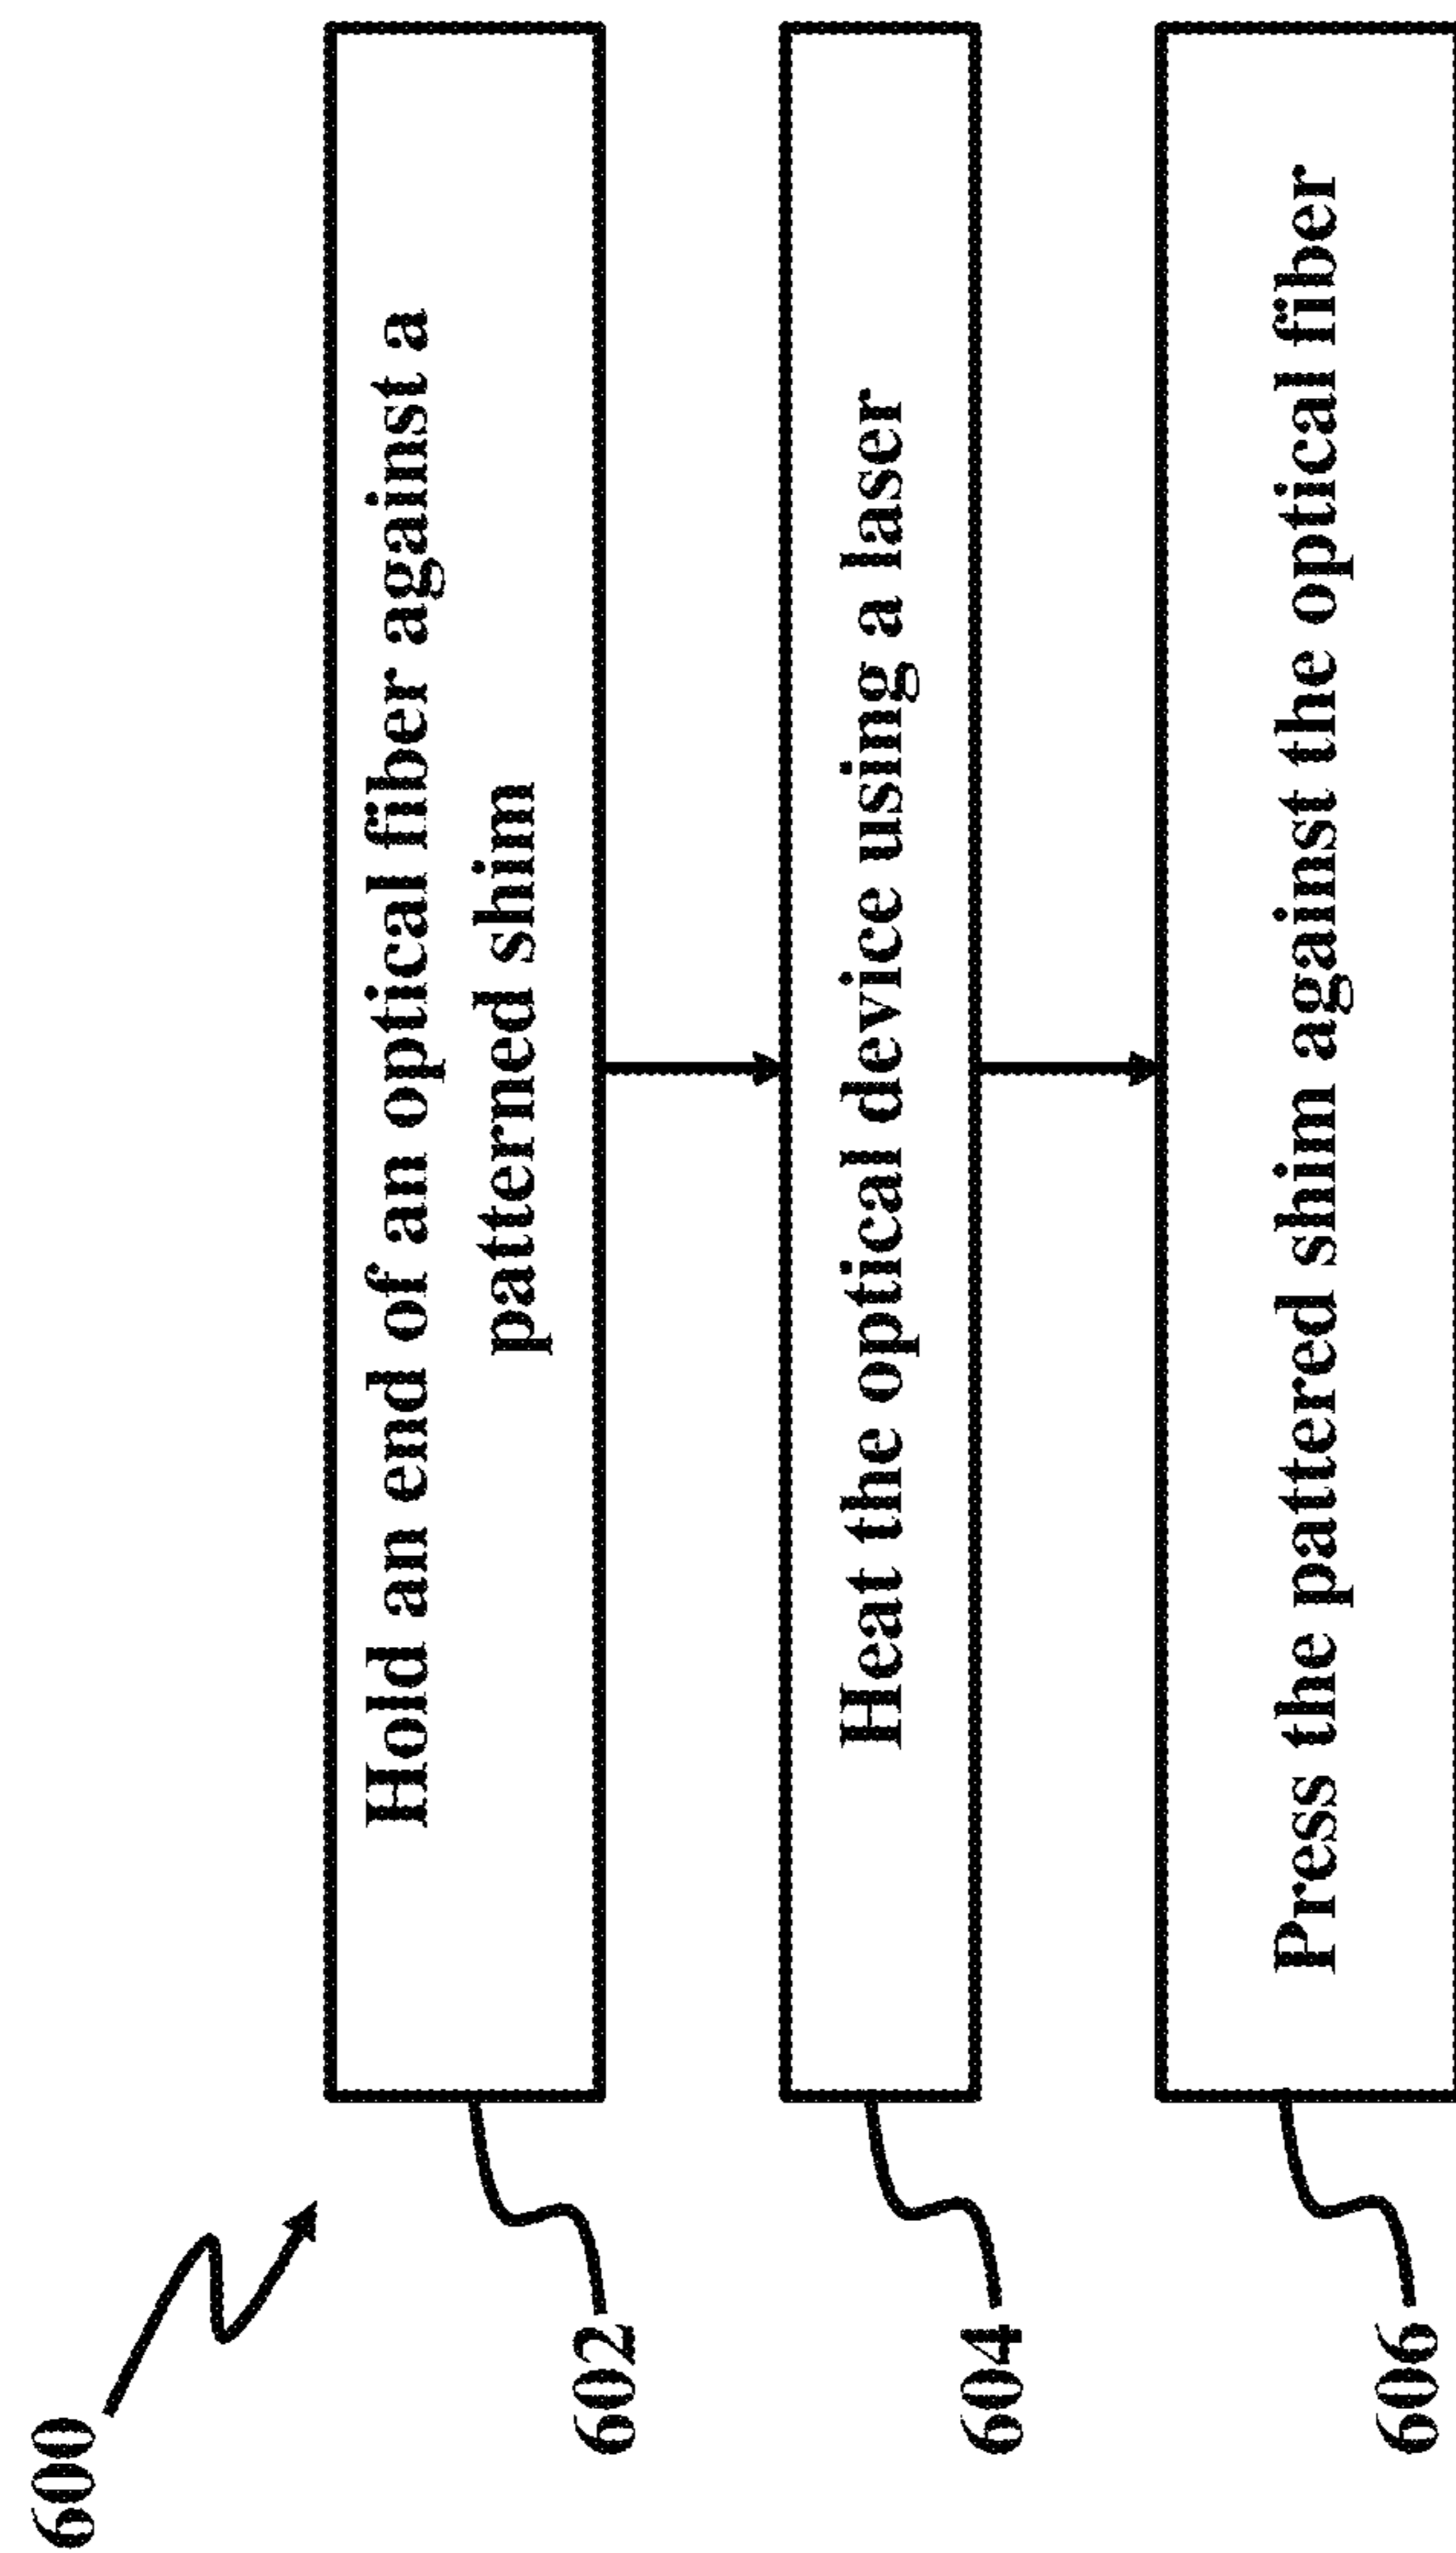 600
602
Hold an end of an optical fiber against a
patterned shim
604
Heat the optical device using a laser
606
Press the pattered shim against the optical fiber